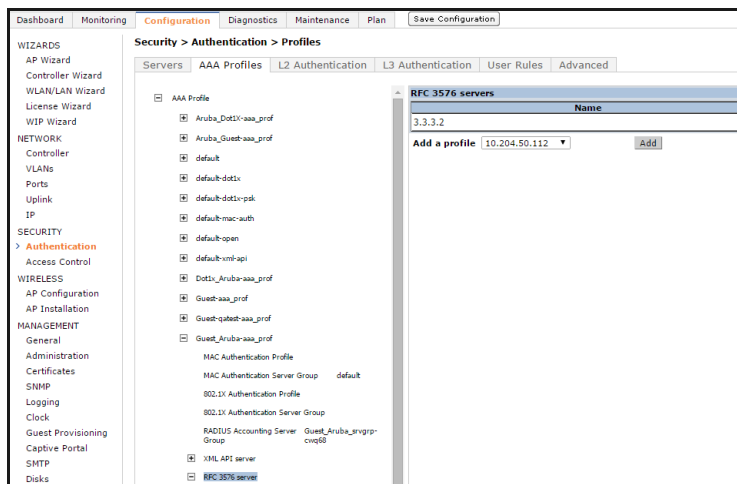 Dashboard Monitoring Configuration Diagnostics Maintenance Plan Save Configuration
WIZARDS
AP Wizard
Controller Wizard
WLAN/LAN Wizard
License Wizard
WIP Wizard
NETWORK
Controller
VLANs
Ports
Uplink
IP
SECURITY
> Authentication
Access Control
WIRELESS
AP Configuration
AP Installation
MANAGEMENT
General
Administration
Certificates
SNMP
Logging
Clock
Guest Provisioning
Captive Portal
SMTP
Disks
Security > Authentication > Profiles
Servers AAA Profiles L2 Authentication L3 Authentication User Rules Advanced
AAA Profile
Aruba_Dot1X-aaa_prof
Aruba_Guest-aaa_prof
default
default-dot1x
default-dot1x-psk
default-mac-auth
default-open
default-xml-api
Dot1x_Aruba-aaa_prof
Guest-aaa_prof
Guest-qatest-aaa_prof
Guest_Aruba-aaa_prof
MAC Authentication Profile
MAC Authentication Server Group default
802.1X Authentication Profile
802.1X Authentication Server Group
RADIUS Accounting Server Guest_Aruba_srvgrp-
Group cwq68
XML API server
RFC 3576 server
RFC 3576 servers
Name
3.3.3.2
Add a profile 10.204.50.112 Add